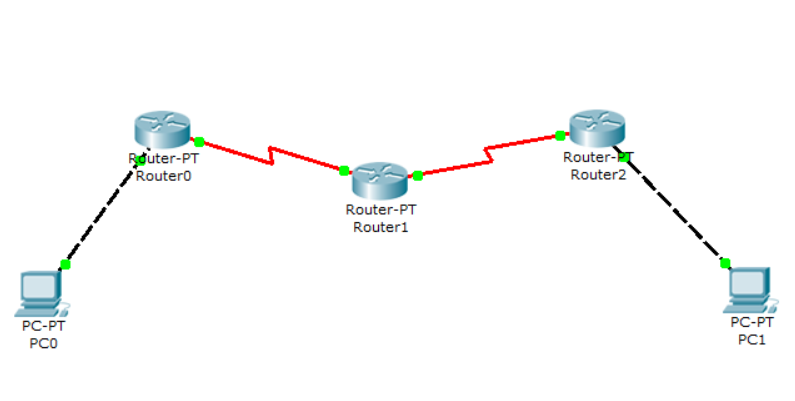 Router-PT
Router0
Router-PT
Router1
Router-PT
Router2
PC-PT
PC0
PC-PT
PC1